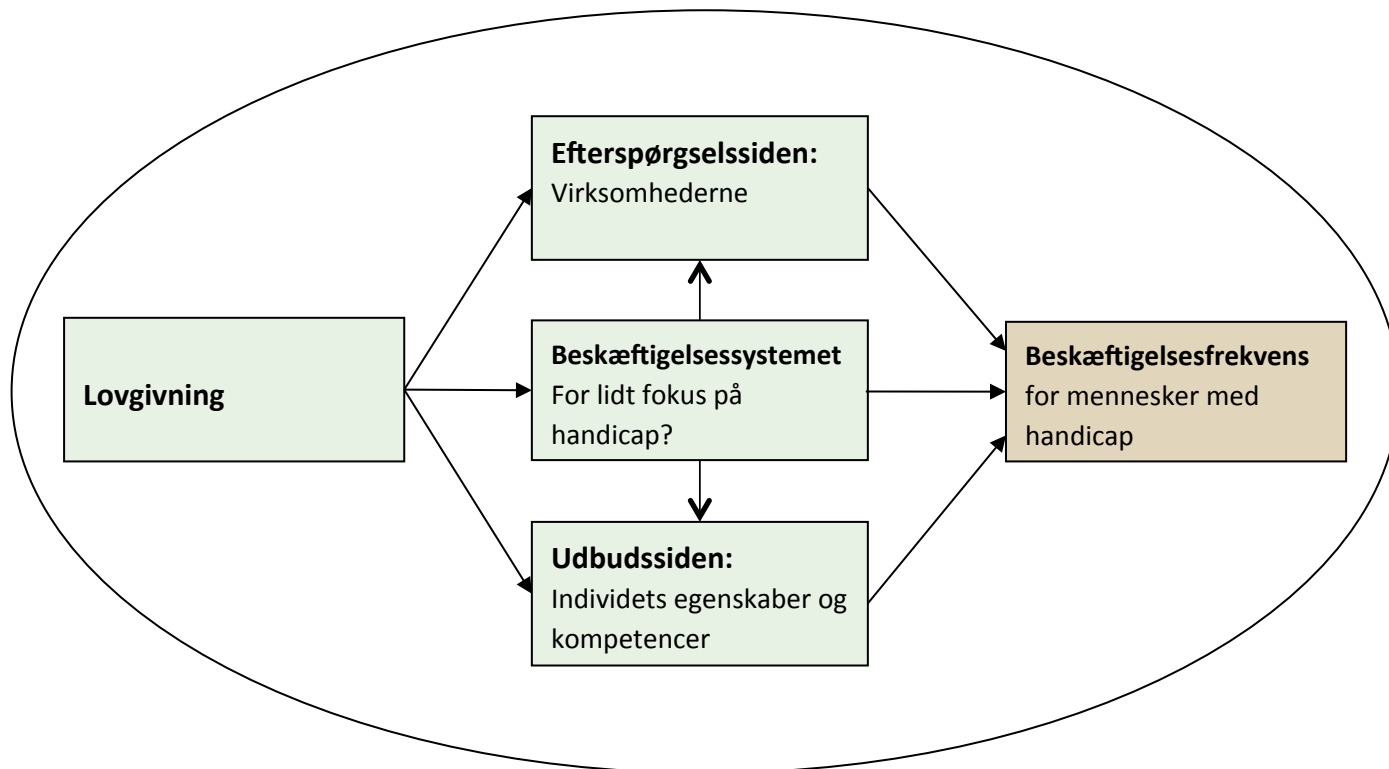 Efterspørgselssiden:
Virksomhederne
Lovgivning
Beskæftigelsessystemet
For lidt fokus på
handicap?
Beskæftigelsesfrekvens
for mennesker med
handicap
Udbudssiden:
Individets egenskaber og
kompetencer